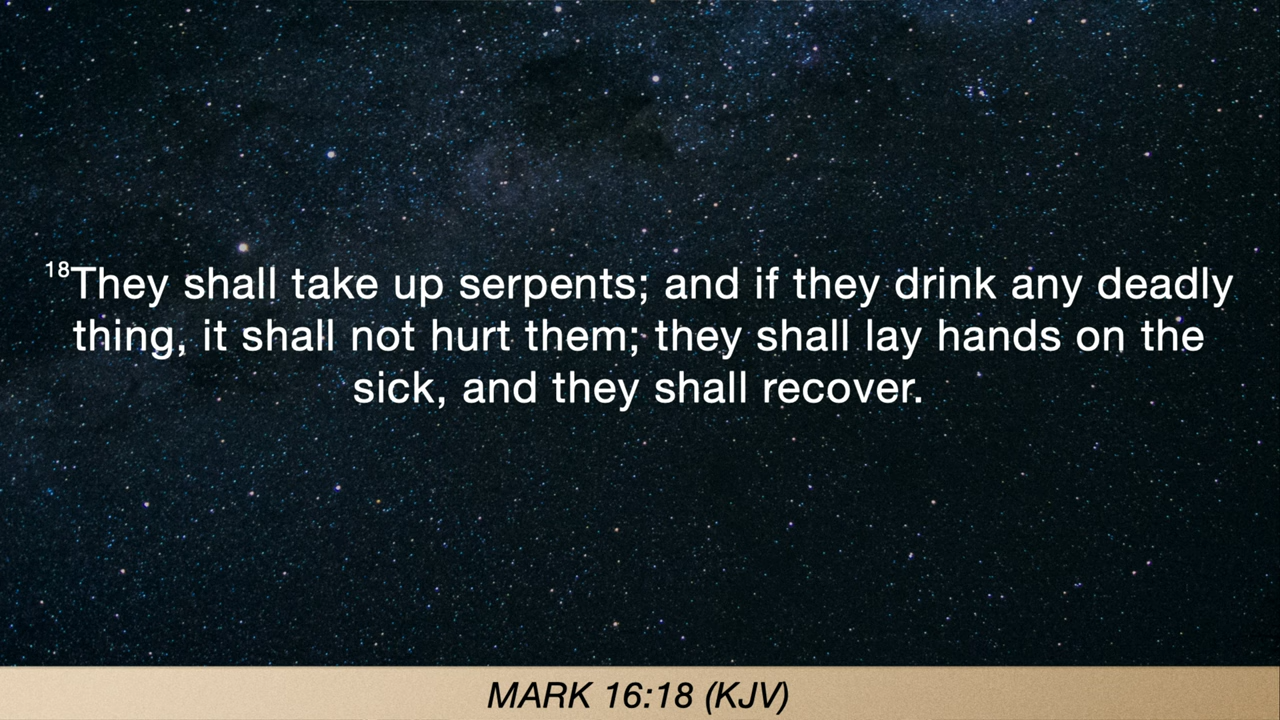 18They shall take up serpents; and if they drink any deadly
thing, it shall not hurt them; they shall lay hands on the
sick, and they shall recover.
MARK 16:18 (KJV)